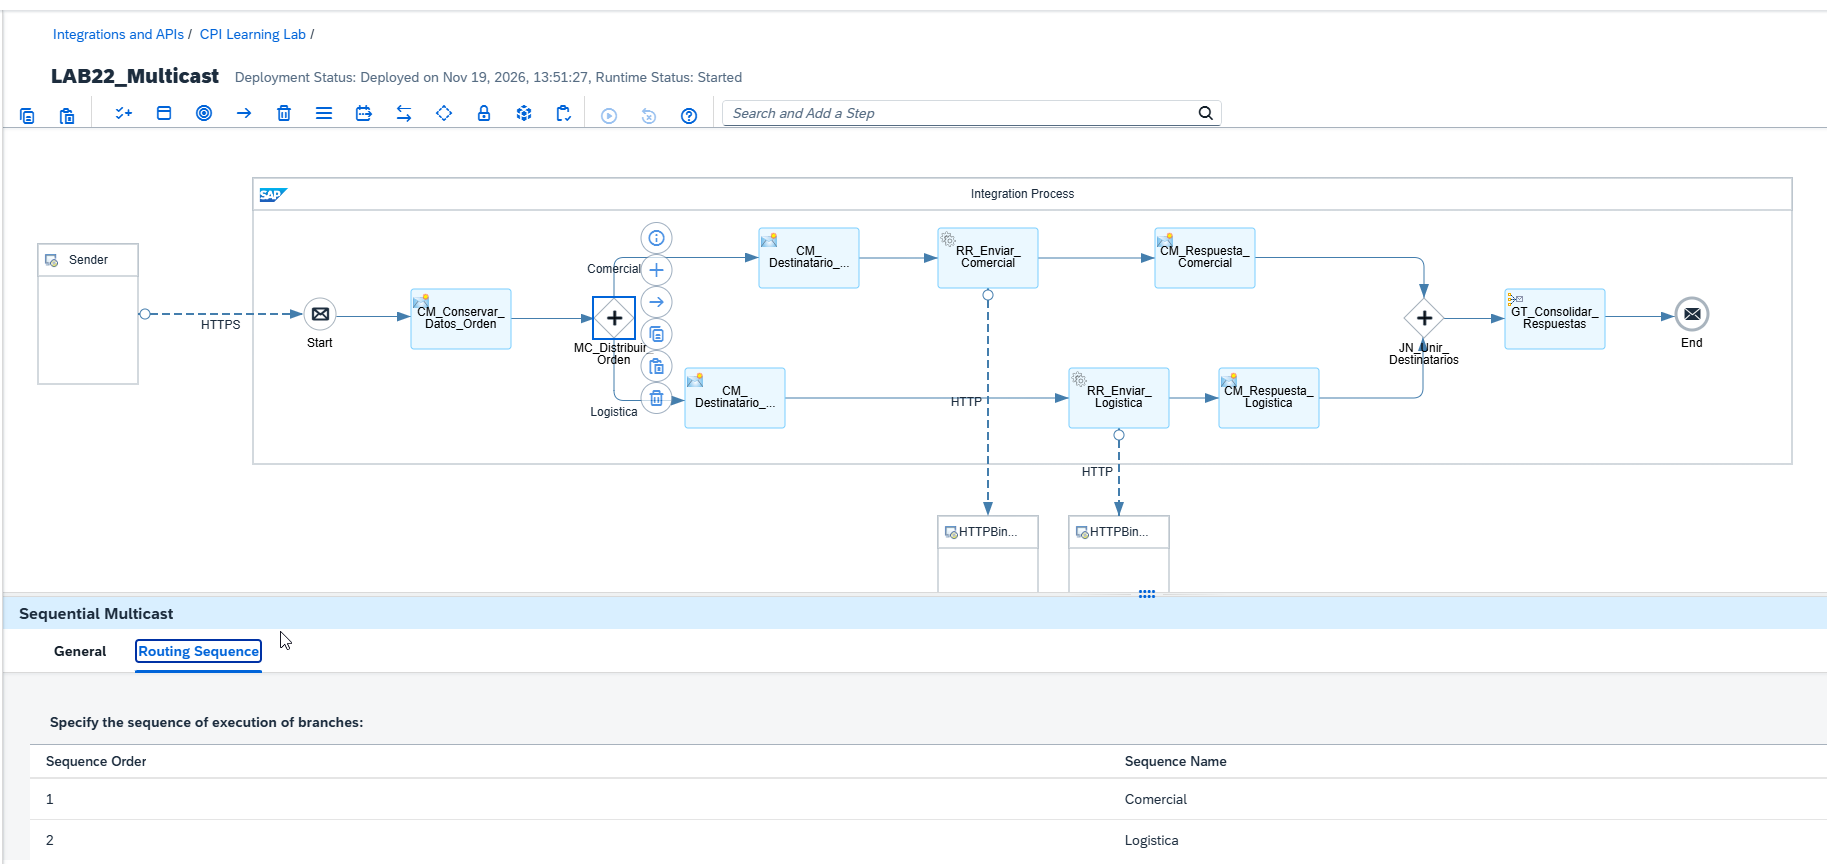 Integrations and APIs / CPI Learning Lab /
LAB22_Multicast Deployment Status: Deployed on Nov 19, 2026, 13:51:27, Runtime Status: Started
Search and Add a Step
SAP
Integration Process
Sender
HTTPS
Start
CM_Conservar_
Datos_Orden
MC_Distribuir_
Orden
Comercial
CM_
Destinatario_...
RR_Enviar_
Comercial
CM_Respuesta_
Comercial
Logistica
CM_
Destinatario_...
RR_Enviar_
Logistica
CM_Respuesta_
Logistica
JN_Unir_
Destinatarios
GT_Consolidar_
Respuestas
End
HTTP
HTTP
HTTPBin...
HTTPBin...
Sequential Multicast
General
Routing Sequence
Specify the sequence of execution of branches:
Sequence Order Sequence Name
1 Comercial
2 Logistica